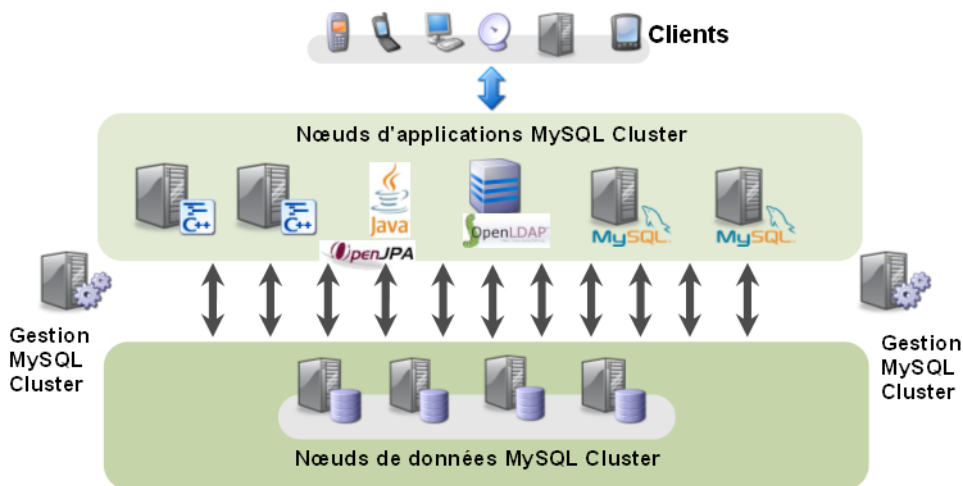 Clients
Nœuds d'applications MySQL Cluster
C++
C++
Java
OpenJPA
OpenLDAP
MySQL
MySQL
Gestion
MySQL
Cluster
Gestion
MySQL
Cluster
Nœuds de données MySQL Cluster